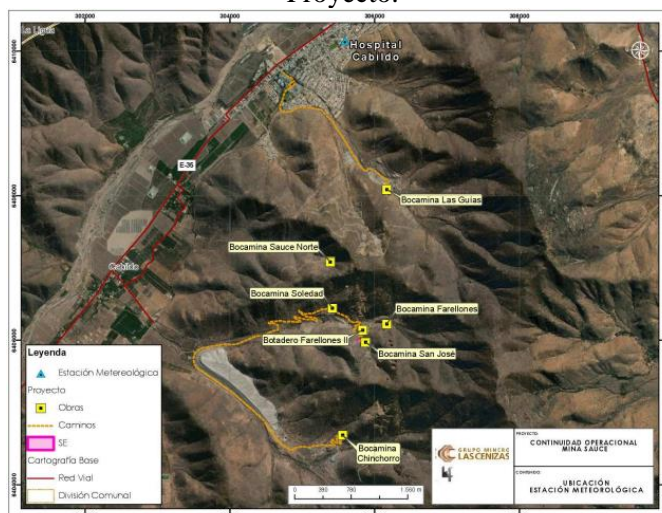 Proyecto.
302000
304000
306000
308000
La Ligua
Hospital
Cabildo
E-35
Bocamina Las Guías
Bocamina Sauce Norte
Cabildo
Bocamina Soledad
Bocamina Farellones
Botadero Farellones II
Bocamina San José
Bocamina
Chinchorro
Leyenda
Estación Metereológica
Proyecto
Obras
Caminos
SE
Cartografía Base
Red Vial
División Comunal
GRUPO MINERO
LAS CENIZAS
PROYECTO:
CONTINUIDAD OPERACIONAL
MINA SAUCE
CONTENIDO:
UBICACIÓN
ESTACIÓN METEOROLÓGICA